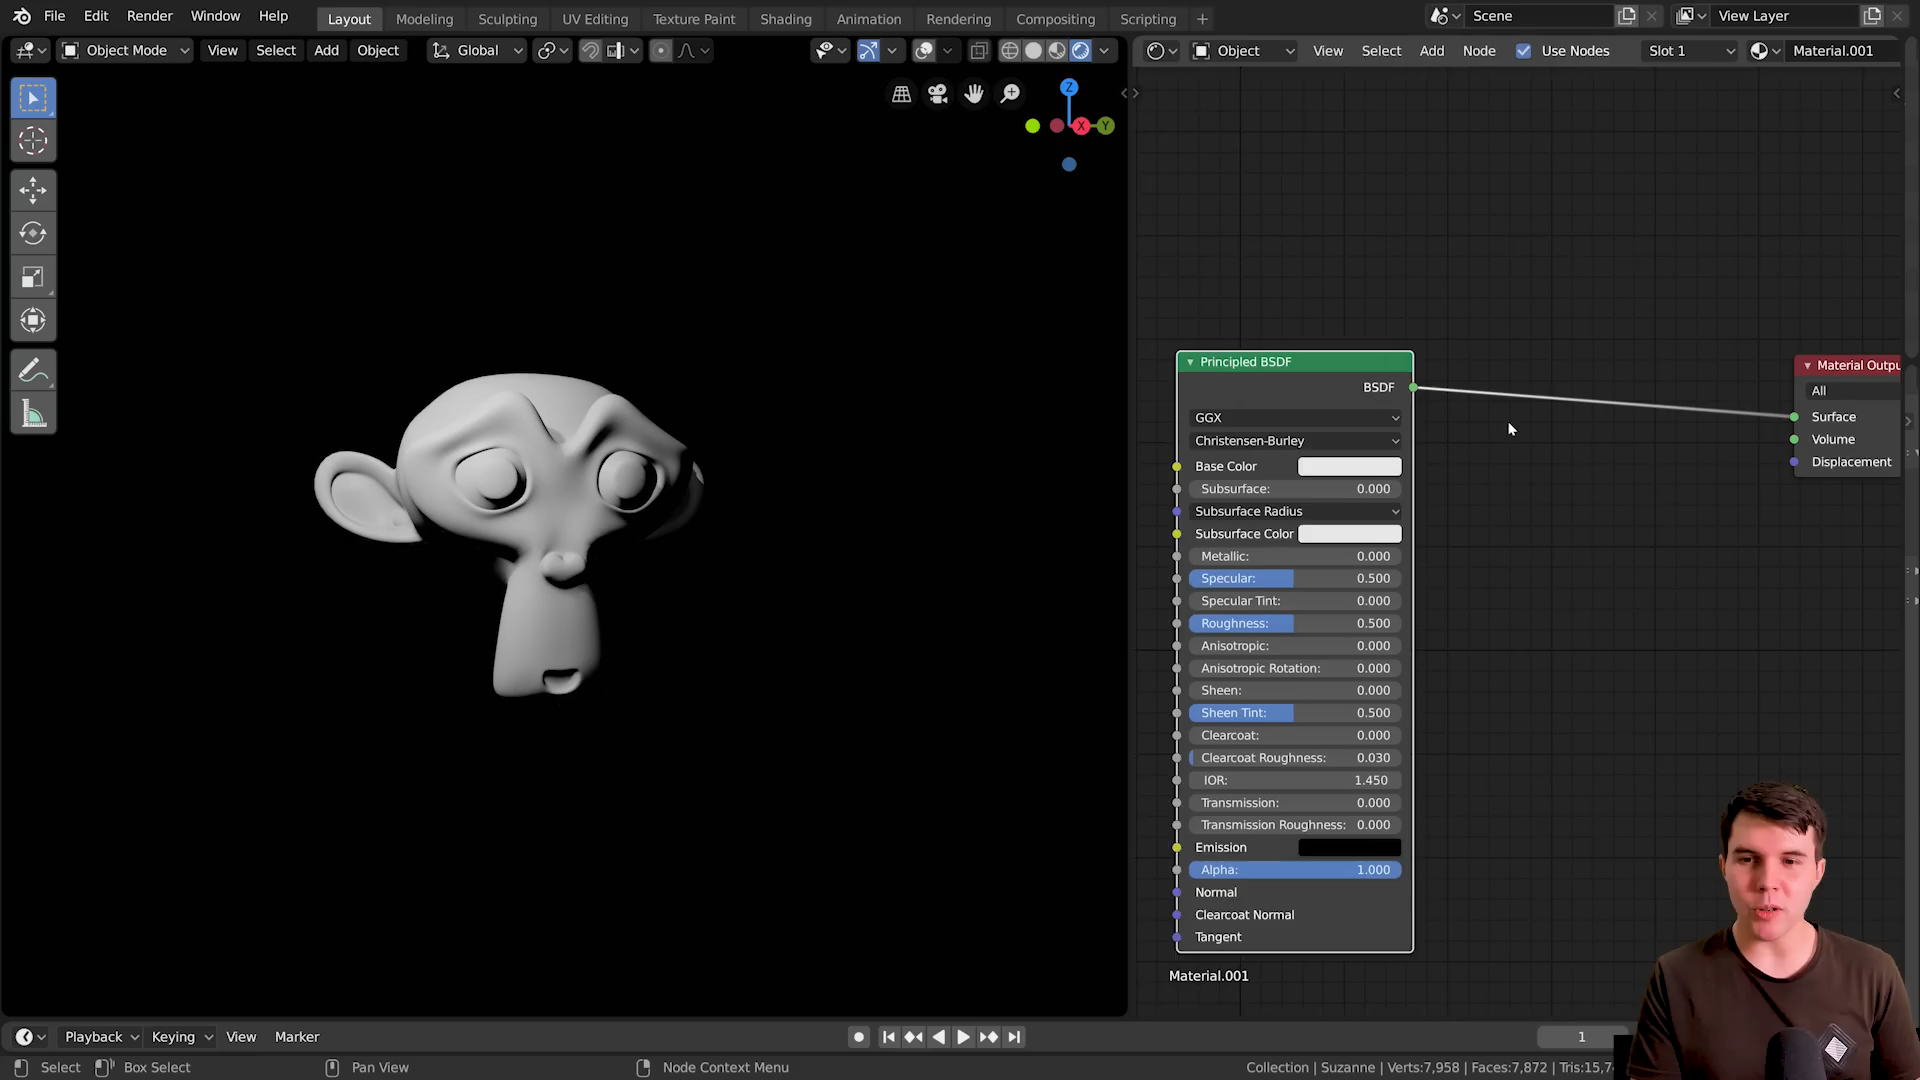 File Edit Render Window Help Layout Modeling Sculpting UV Editing Texture Paint Shading Animation Rendering Compositing Scripting + Scene View Layer
Object Mode View Select Add Object Global Object View Select Add Node Use Nodes Slot 1 Material.001
Z
X Y
Principled BSDF
BSDF
GGX
Christensen-Burley
Base Color
Subsurface: 0.000
Subsurface Radius
Subsurface Color
Metallic: 0.000
Specular: 0.500
Specular Tint: 0.000
Roughness: 0.500
Anisotropic: 0.000
Anisotropic Rotation: 0.000
Sheen: 0.000
Sheen Tint: 0.500
Clearcoat: 0.000
Clearcoat Roughness: 0.030
IOR: 1.450
Transmission: 0.000
Transmission Roughness: 0.000
Emission
Alpha: 1.000
Normal
Clearcoat Normal
Tangent
Material Outpu
All
Surface
Volume
Displacement
Material.001
Playback Keying View Marker 1
Select Box Select Pan View Node Context Menu Collection | Suzanne | Verts:7,958 | Faces:7,872 | Tris:15,7